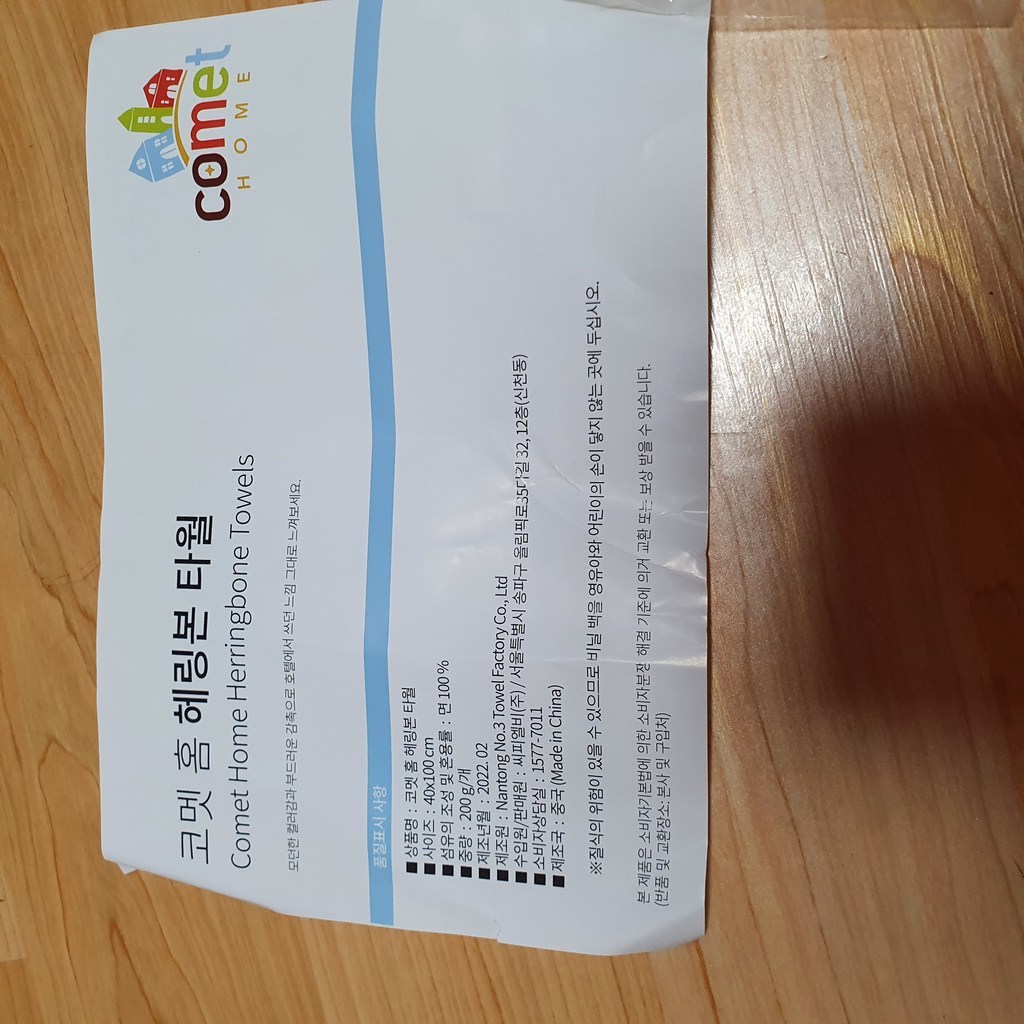 comet
HOME
코멧 홈 헤링본 타월
Comet Home Herringbone Towels
모던한 컬러감과 부드러운 감촉으로 호텔에서 쓰던 느낌 그대로 느껴보세요.
품질표시 사항
■ 상품명 : 코멧 홈 헤링본 타월
■ 사이즈 : 40x100 cm
■ 섬유의 조성 및 혼용률 : 면 100 %
■ 중량 : 200 g/개
■ 제조년월 : 2022. 02
■ 제조원 : Nantong No.3 Towel Factory Co., Ltd
■ 수입원/판매원 : 씨피엘비(주) / 서울특별시 송파구 올림픽로35다길 32, 12층(신천동)
■ 소비자상담실 : 1577-7011
■ 제조국 : 중국 (Made in China)
※질식의 위험이 있을 수 있으므로 비닐 백을 영유아와 어린이의 손이 닿지 않는 곳에 두십시오.
본 제품은 소비자기본법에 의한 소비자분쟁 해결 기준에 의거 교환 또는 보상 받을 수 있습니다.
(반품 및 교환장소: 본사 및 구입처)